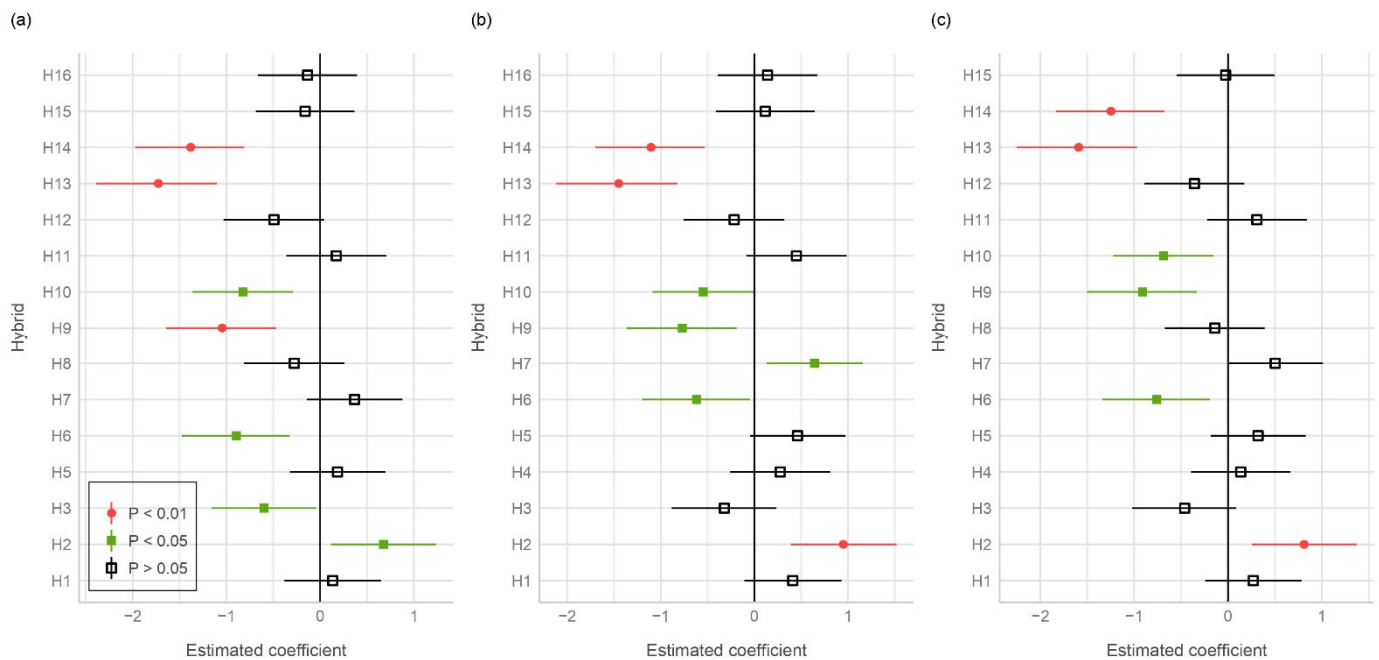 (a)
H16
H15
H14
H13
H12
H11
H10
H9
H8
H7
H6
H5
H3
H2
H1
Hybrid
P < 0.01
P < 0.05
P > 0.05
−2 −1 0 1
Estimated coefficient
(b)
H16
H15
H14
H13
H12
H11
H10
H9
H7
H6
H5
H4
H3
H2
H1
Hybrid
−2 −1 0 1
Estimated coefficient
(c)
H15
H14
H13
H12
H11
H10
H9
H8
H7
H6
H5
H4
H3
H2
H1
Hybrid
−2 −1 0 1
Estimated coefficient